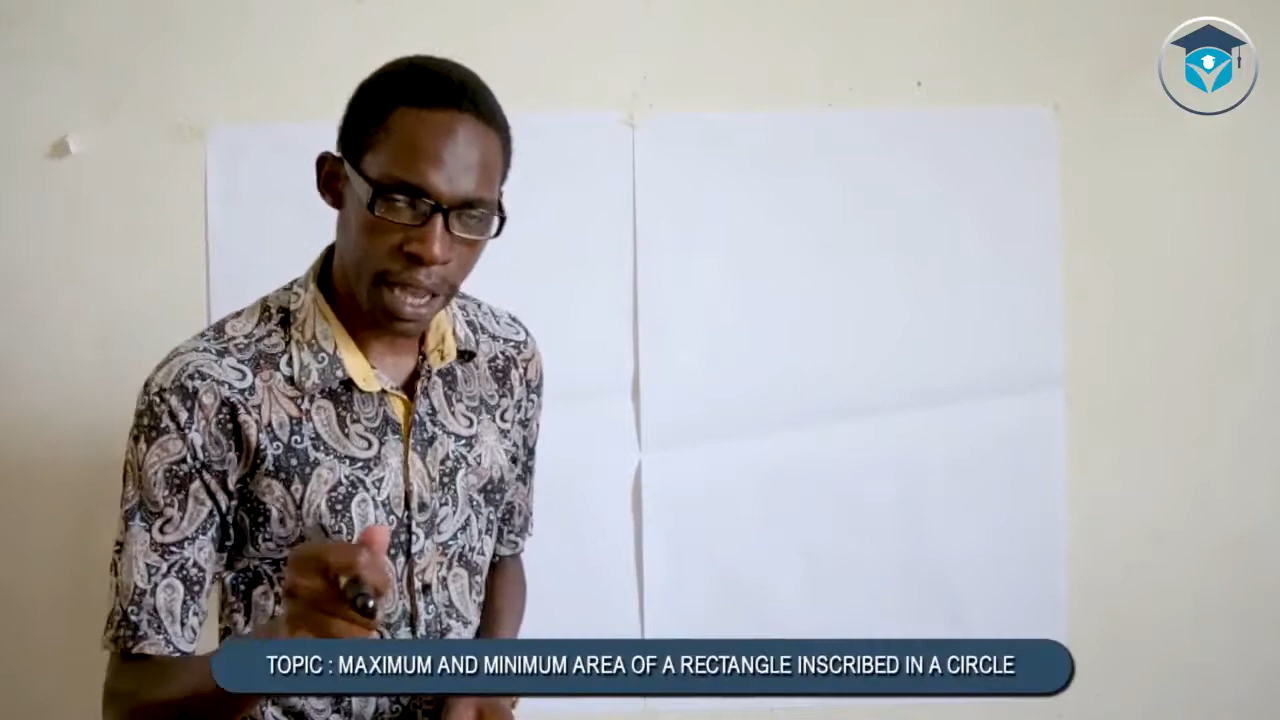 TOPIC : MAXIMUM AND MINIMUM AREA OF A RECTANGLE INSCRIBED IN A CIRCLE